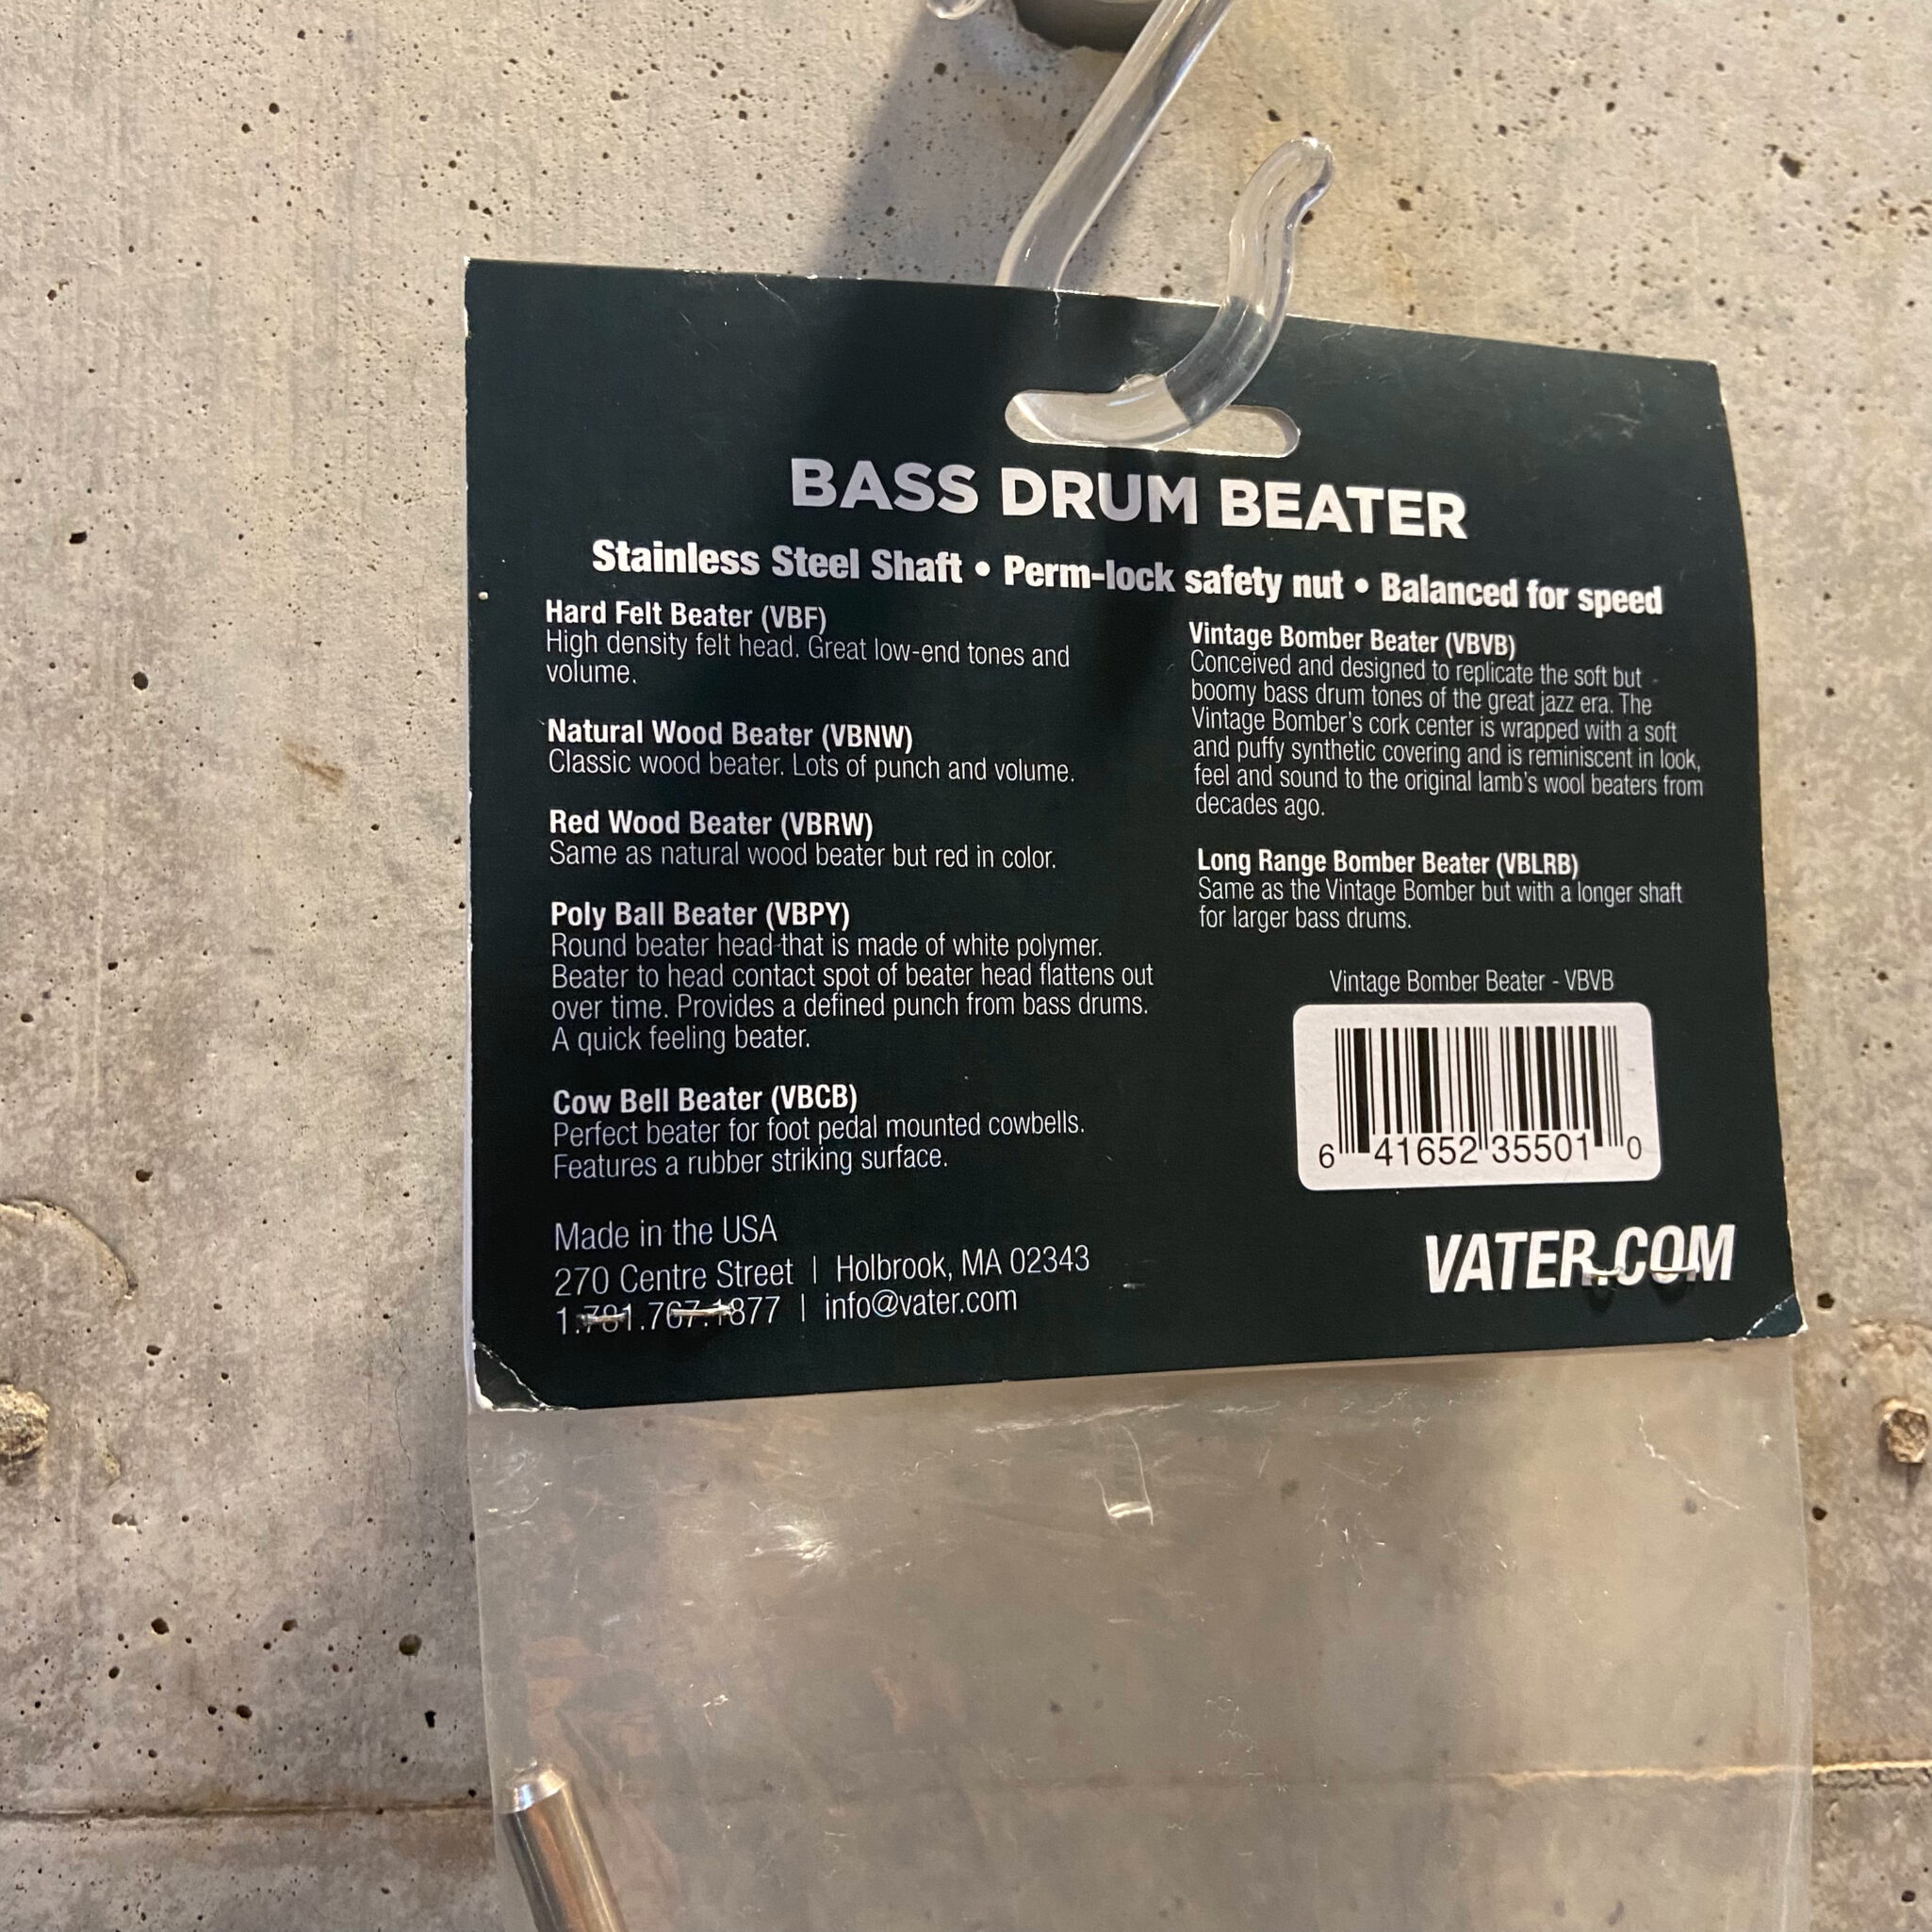 BASS DRUM BEATER
Stainless Steel Shaft • Perm-lock safety nut • Balanced for speed
Hard Felt Beater (VBF)
High density felt head. Great low-end tones and
volume.
Natural Wood Beater (VBNW)
Classic wood beater. Lots of punch and volume.
Red Wood Beater (VBRW)
Same as natural wood beater but red in color.
Poly Ball Beater (VBPY)
Round beater head that is made of white polymer.
Beater to head contact spot of beater head flattens out
over time. Provides a defined punch from bass drums.
A quick feeling beater.
Cow Bell Beater (VBCB)
Perfect beater for foot pedal mounted cowbells.
Features a rubber striking surface.
Made in the USA
270 Centre Street | Holbrook, MA 02343
1.781.767.1877 | info@vater.com
Vintage Bomber Beater (VBVB)
Conceived and designed to replicate the soft but
boomy bass drum tones of the great jazz era. The
Vintage Bomber's cork center is wrapped with a soft
and puffy synthetic covering and is reminiscent in look,
feel and sound to the original lamb's wool beaters from
decades ago.
Long Range Bomber Beater (VBLRB)
Same as the Vintage Bomber but with a longer shaft
for larger bass drums.
Vintage Bomber Beater - VBVB
6 41652 35501 0
VATER.COM